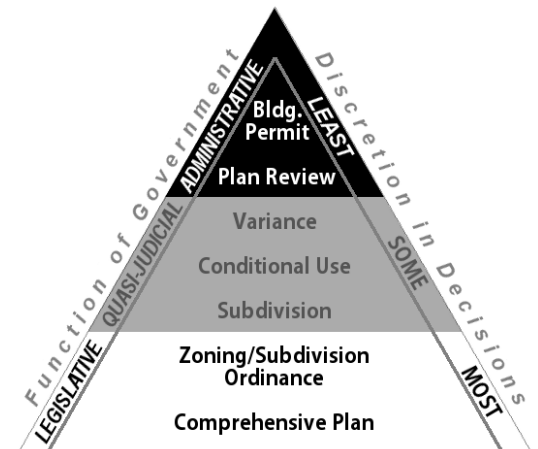 Function of Government
Discretion in Decisions
ADMINISTRATIVE
LEAST
Bldg.
Permit
Plan Review
QUASI-JUDICIAL
SOME
Variance
Conditional Use
Subdivision
LEGISLATIVE
MOST
Zoning/Subdivision
Ordinance
Comprehensive Plan